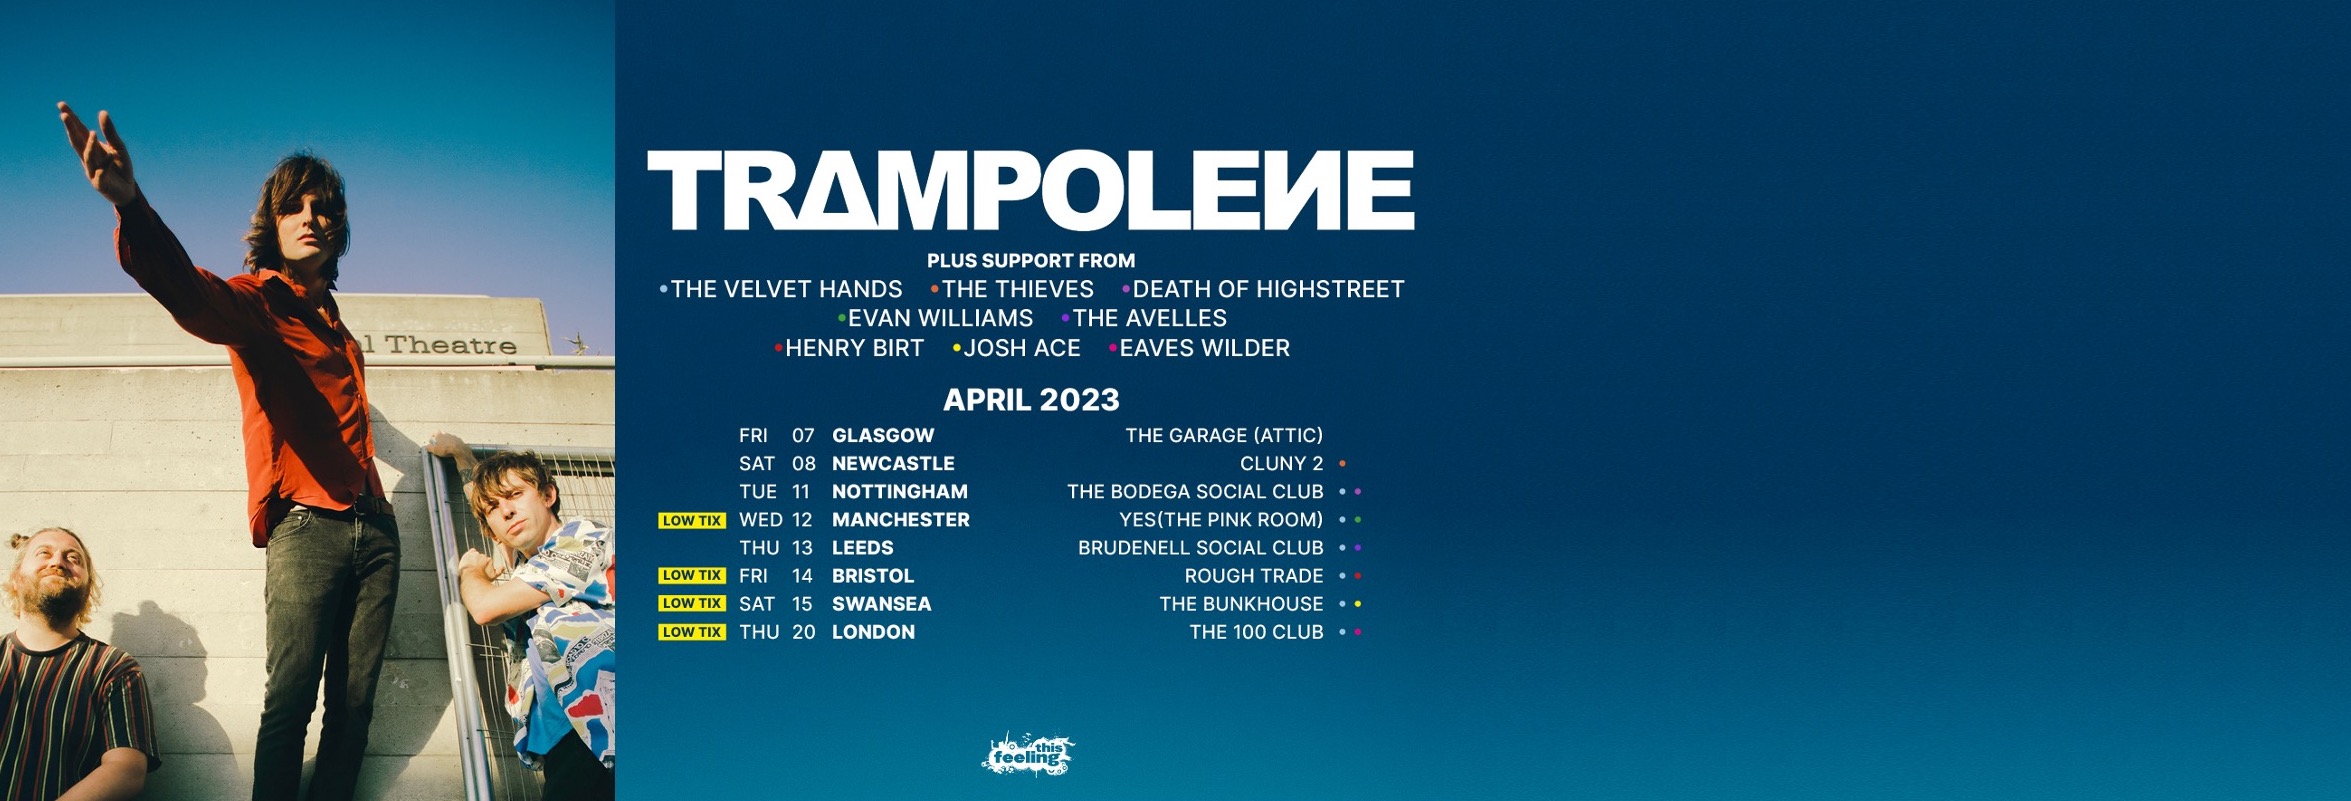 l Theatre
TRAMPOLENE
PLUS SUPPORT FROM
•THE VELVET HANDS •THE THIEVES •DEATH OF HIGHSTREET
•EVAN WILLIAMS •THE AVELLES
•HENRY BIRT •JOSH ACE •EAVES WILDER
APRIL 2023
FRI 07 GLASGOW THE GARAGE (ATTIC)
SAT 08 NEWCASTLE CLUNY 2 •
TUE 11 NOTTINGHAM THE BODEGA SOCIAL CLUB • •
LOW TIX WED 12 MANCHESTER YES(THE PINK ROOM) • •
THU 13 LEEDS BRUDENELL SOCIAL CLUB • •
LOW TIX FRI 14 BRISTOL ROUGH TRADE • •
LOW TIX SAT 15 SWANSEA THE BUNKHOUSE • •
LOW TIX THU 20 LONDON THE 100 CLUB • •
this
feeling